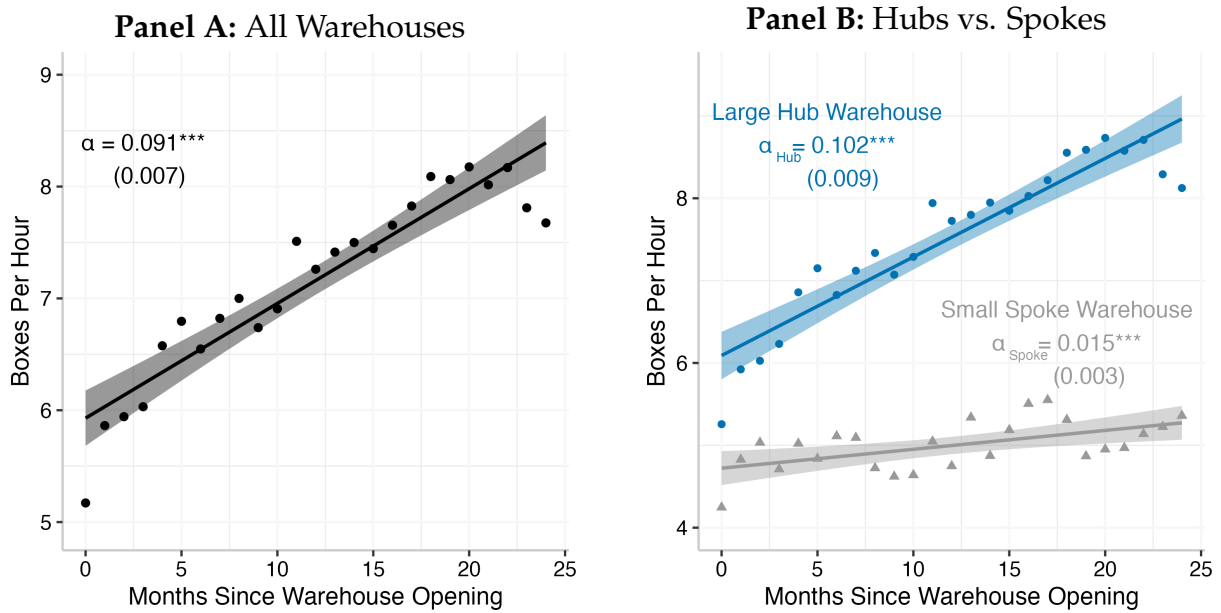 Panel A: All Warehouses
9
8
7
6
5
Boxes Per Hour
α = 0.091***
(0.007)
0 5 10 15 20 25
Months Since Warehouse Opening
Panel B: Hubs vs. Spokes
8
6
4
Boxes Per Hour
Large Hub Warehouse
α Hub = 0.102***
(0.009)
Small Spoke Warehouse
α Spoke = 0.015***
(0.003)
0 5 10 15 20 25
Months Since Warehouse Opening